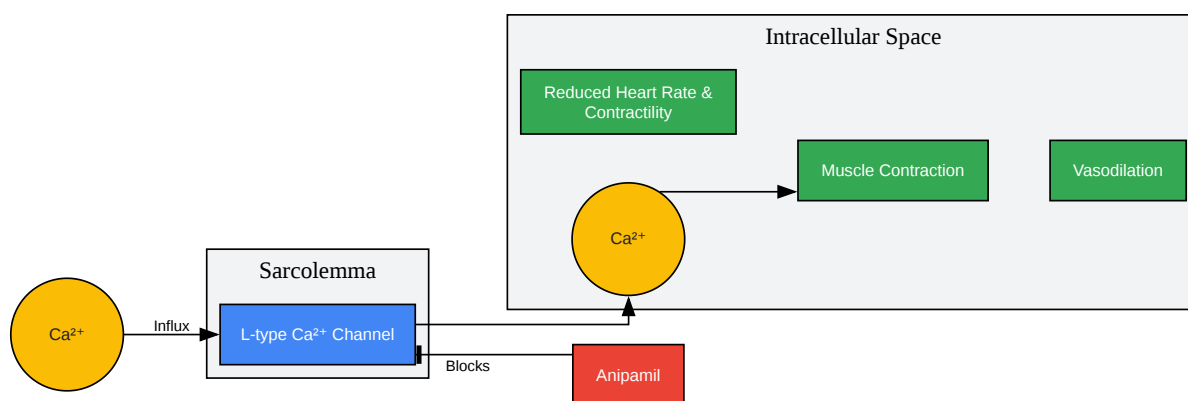 Intracellular Space
Reduced Heart Rate &
Contractility
Muscle Contraction
Vasodilation
Ca²⁺
Sarcolemma
Ca²⁺
Influx
L-type Ca²⁺ Channel
Blocks
Anipamil